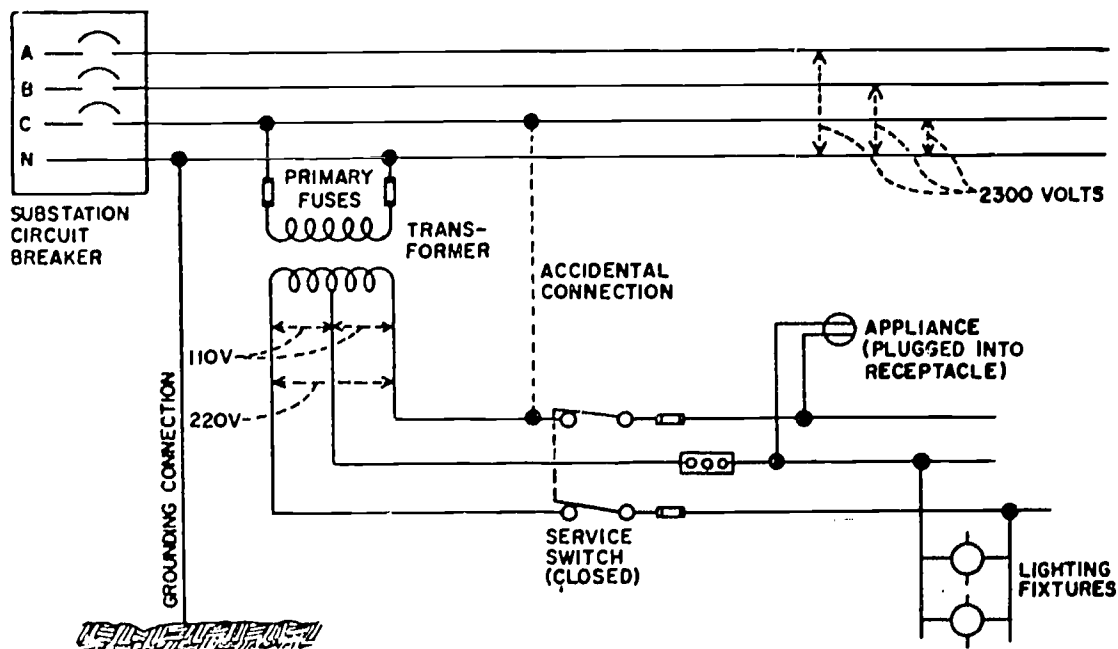 A
B
C
N
SUBSTATION
CIRCUIT
BREAKER
PRIMARY
FUSES
TRANS-
FORMER
2300 VOLTS
ACCIDENTAL
CONNECTION
110V
220V
APPLIANCE
(PLUGGED INTO
RECEPTACLE)
GROUNDING CONNECTION
SERVICE
SWITCH
(CLOSED)
LIGHTING
FIXTURES